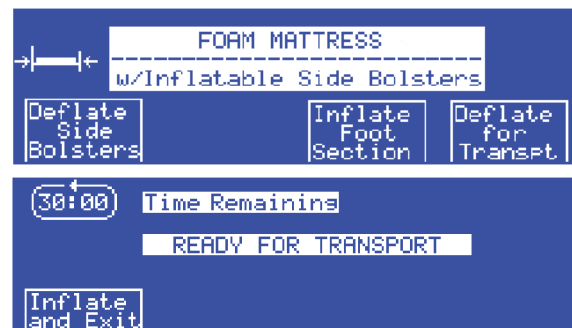 FOAM MATTRESS
w/Inflatable Side Bolsters
Deflate
Side
Bolsters
Inflate
Foot
Section
Deflate
for
Transpt
30:00 Time Remaining
READY FOR TRANSPORT
Inflate
and Exit